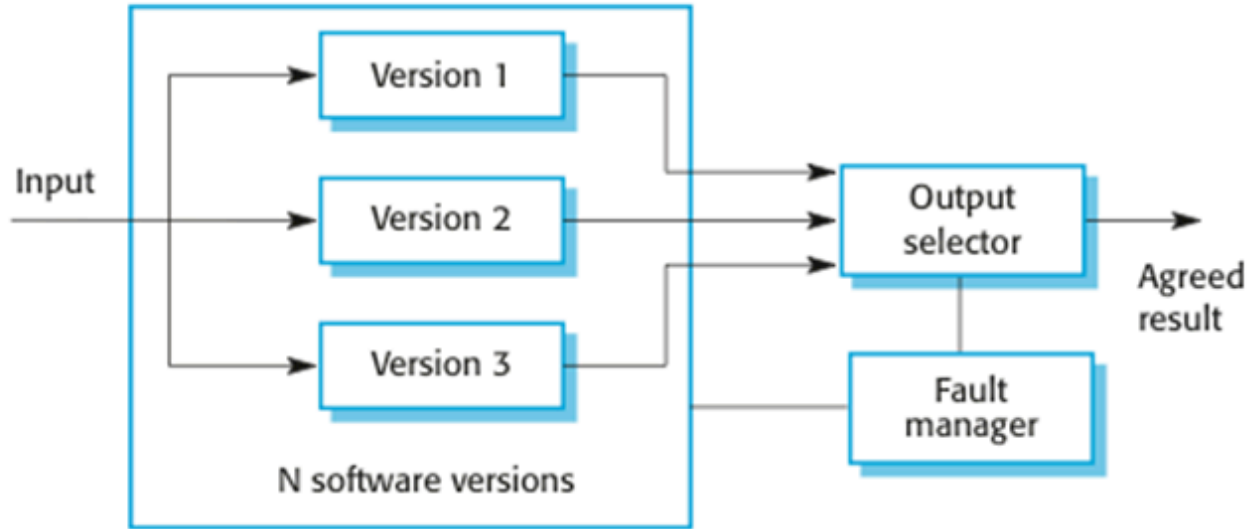 Input
Version 1
Version 2
Version 3
N software versions
Output
selector
Agreed
result
Fault
manager